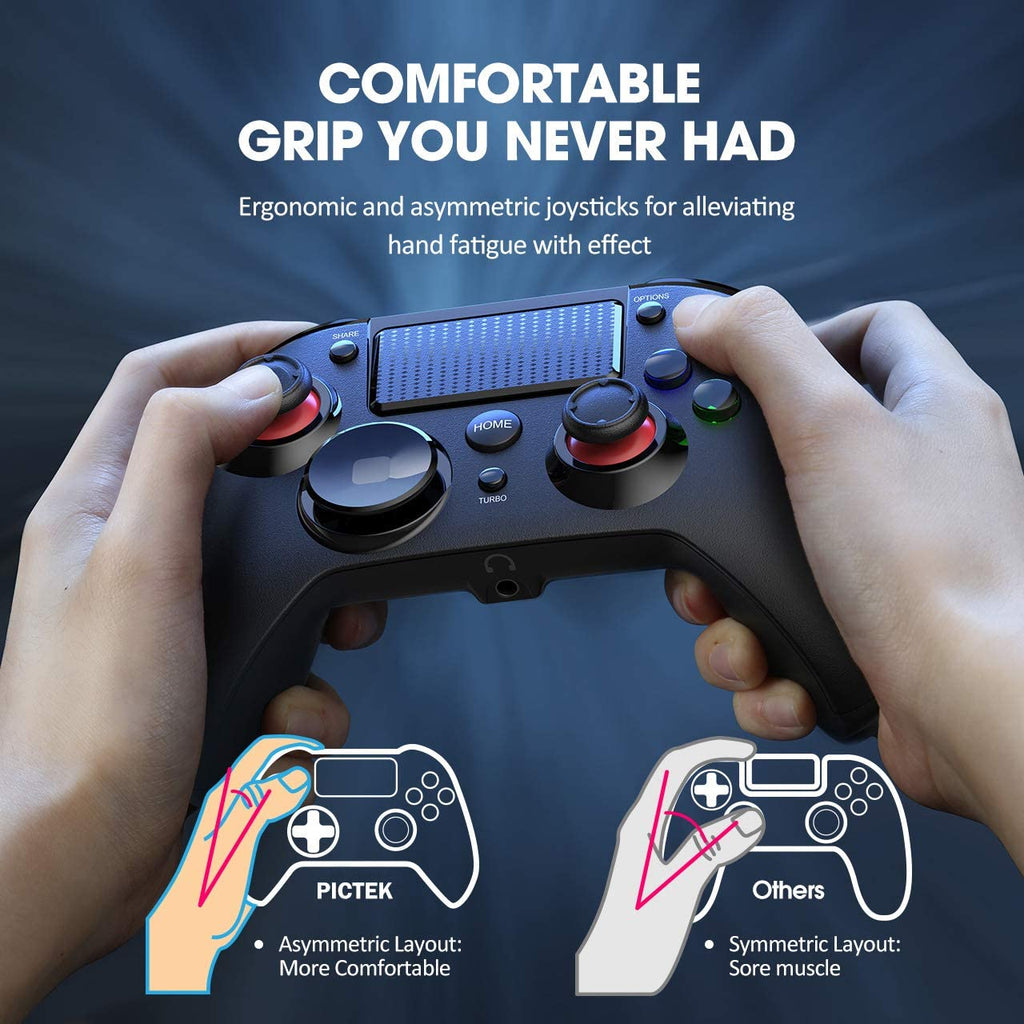 COMFORTABLE
GRIP YOU NEVER HAD
Ergonomic and asymmetric joysticks for alleviating
hand fatigue with effect
OPTIONS
SHARE
HOME
TURBO
PICTEK
Others
• Asymmetric Layout:
More Comfortable
• Symmetric Layout:
Sore muscle